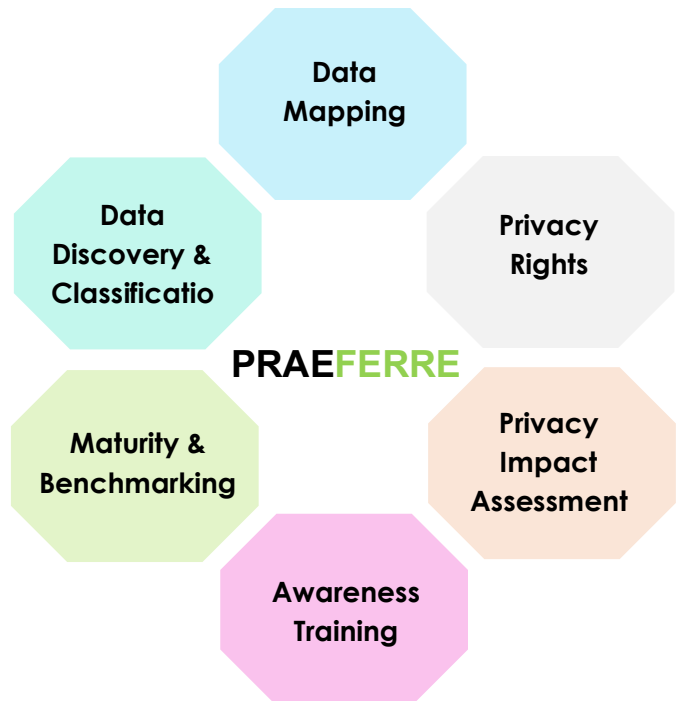 Data
Mapping
Data
Discovery &
Classificatio
Privacy
Rights
PRAEFERRE
Maturity &
Benchmarking
Privacy
Impact
Assessment
Awareness
Training